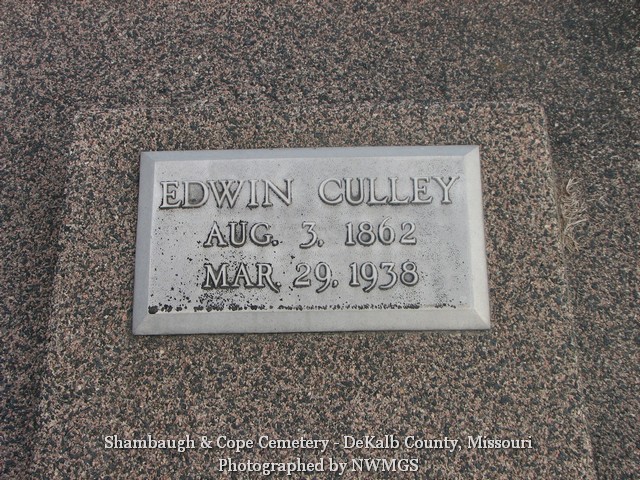 EDWIN CULLEY
AUG. 3. 1862
MAR. 29. 1938
Shambaugh & Cope Cemetery - DeKalb County, Missouri
Photographed by NWMGS